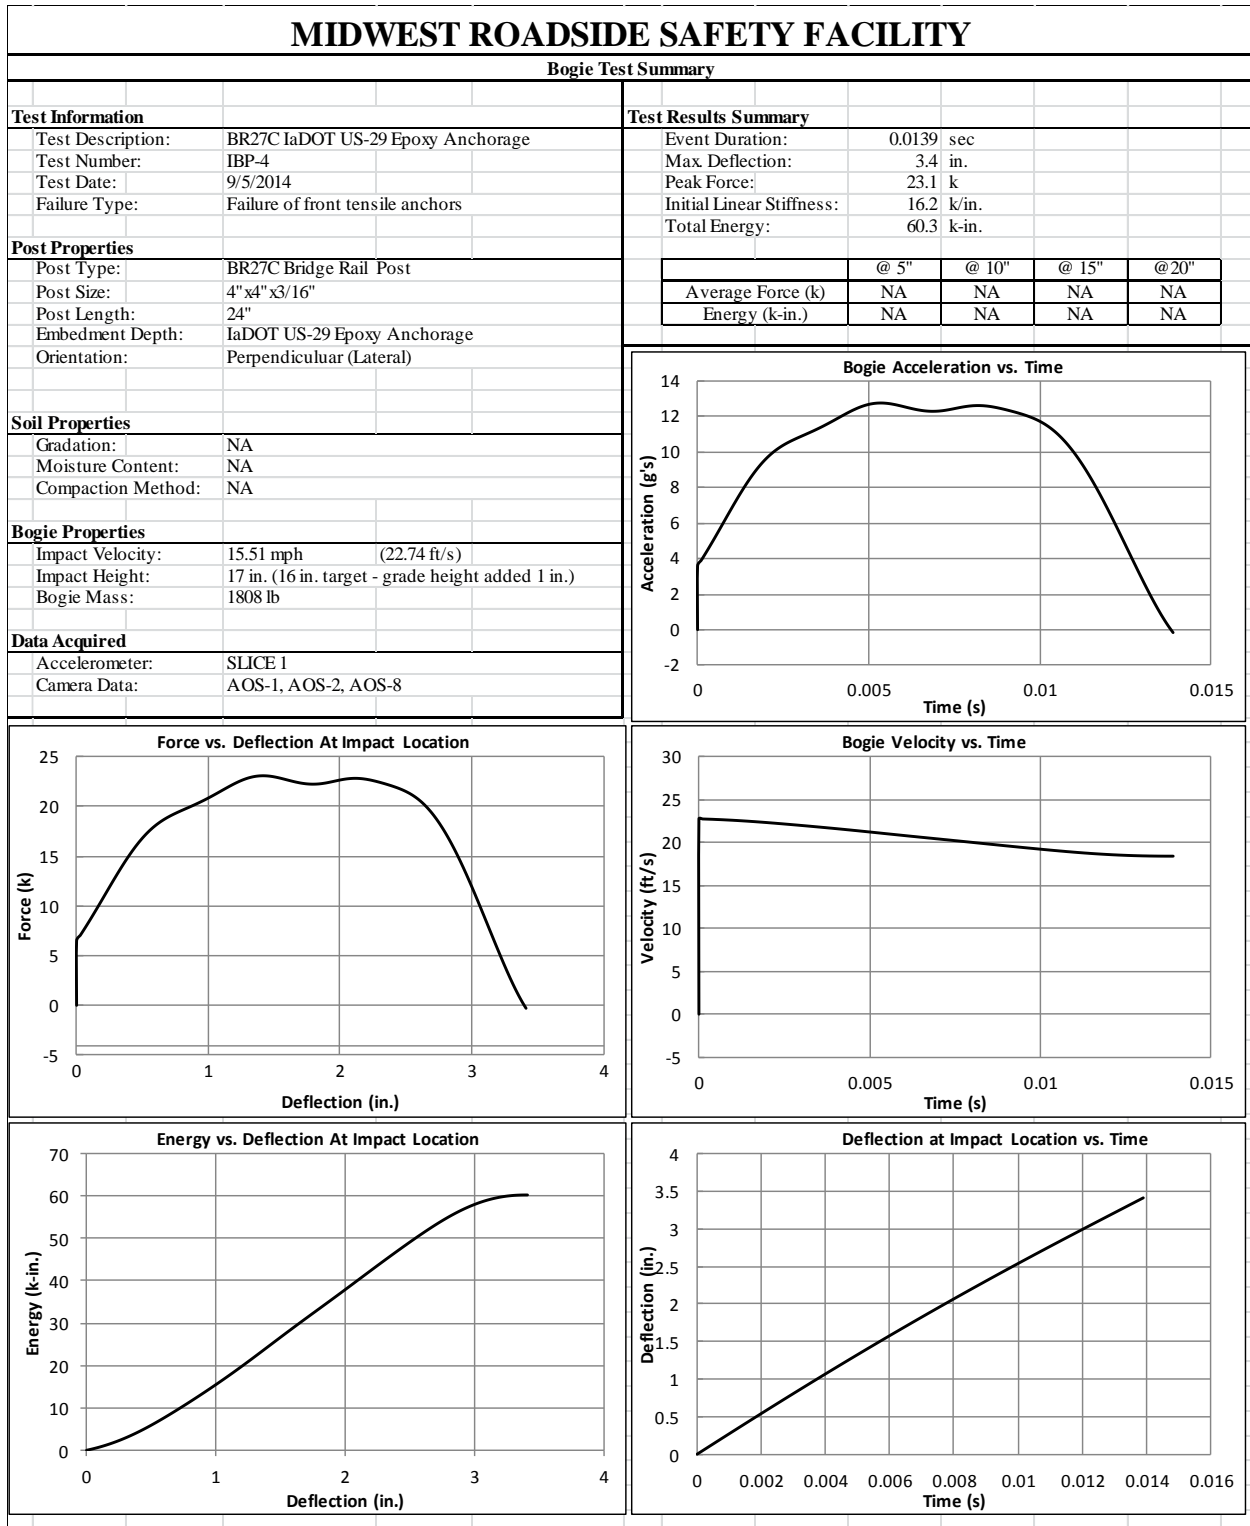 MIDWEST ROADSIDE SAFETY FACILITY
Bogie Test Summary
Test Information
Test Description: BR27C IaDOT US-29 Epoxy Anchorage
Test Number: IBP-4
Test Date: 9/5/2014
Failure Type: Failure of front tensile anchors
Post Properties
Post Type: BR27C Bridge Rail Post
Post Size: 4"x4"x3/16"
Post Length: 24"
Embedment Depth: IaDOT US-29 Epoxy Anchorage
Orientation: Perpendiculuar (Lateral)
Soil Properties
Gradation: NA
Moisture Content: NA
Compaction Method: NA
Bogie Properties
Impact Velocity: 15.51 mph (22.74 ft/s)
Impact Height: 17 in. (16 in. target - grade height added 1 in.)
Bogie Mass: 1808 lb
Data Acquired
Accelerometer: SLICE 1
Camera Data: AOS-1, AOS-2, AOS-8
Test Results Summary
Event Duration: 0.0139 sec
Max. Deflection: 3.4 in.
Peak Force: 23.1 k
Initial Linear Stiffness: 16.2 k/in.
Total Energy: 60.3 k-in.
@ 5" @ 10" @ 15" @20"
Average Force (k) NA NA NA NA
Energy (k-in.) NA NA NA NA
Bogie Acceleration vs. Time
Acceleration (g's)
14
12
10
8
6
4
2
0
-2
0 0.005 0.01 0.015
Time (s)
Force vs. Deflection At Impact Location
Force (k)
25
20
15
10
5
0
-5
0 1 2 3 4
Deflection (in.)
Bogie Velocity vs. Time
Velocity (ft/s)
30
25
20
15
10
5
0
-5
0 0.005 0.01 0.015
Time (s)
Energy vs. Deflection At Impact Location
Energy (k-in.)
70
60
50
40
30
20
10
0
0 1 2 3 4
Deflection (in.)
Deflection at Impact Location vs. Time
Deflection (in.)
4
3.5
3
2.5
2
1.5
1
0.5
0
0 0.002 0.004 0.006 0.008 0.01 0.012 0.014 0.016
Time (s)